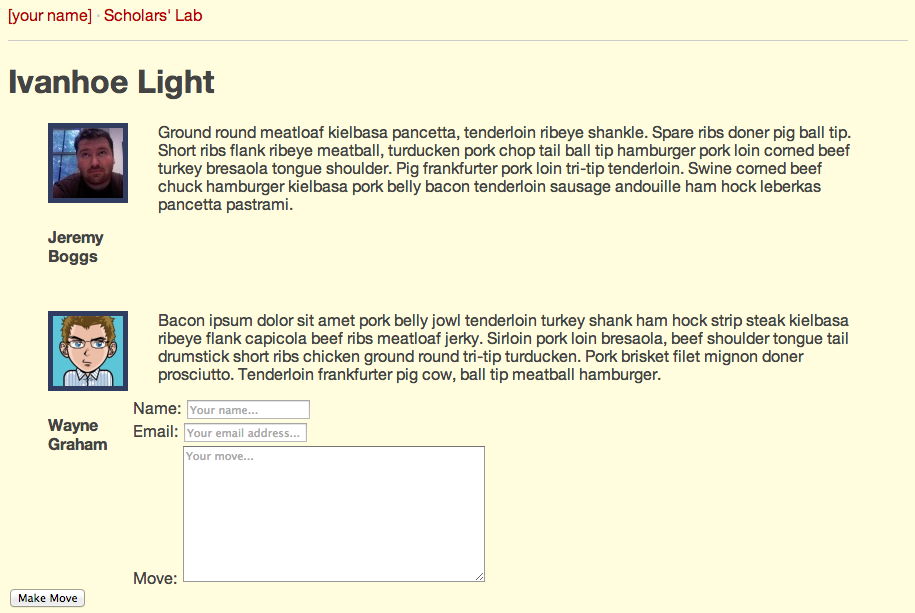 [your name] · Scholars' Lab
Ivanhoe Light
Ground round meatloaf kielbasa pancetta, tenderloin ribeye shankle. Spare ribs doner pig ball tip.
Short ribs flank ribeye meatball, turducken pork chop tail ball tip hamburger pork loin corned beef
turkey bresaola tongue shoulder. Pig frankfurter pork loin tri-tip tenderloin. Swine corned beef
chuck hamburger kielbasa pork belly bacon tenderloin sausage andouille ham hock leberkas
pancetta pastrami.
Jeremy
Boggs
Bacon ipsum dolor sit amet pork belly jowl tenderloin turkey shank ham hock strip steak kielbasa
ribeye flank capicola beef ribs meatloaf jerky. Sirloin pork loin bresaola, beef shoulder tongue tail
drumstick short ribs chicken ground round tri-tip turducken. Pork brisket filet mignon doner
prosciutto. Tenderloin frankfurter pig cow, ball tip meatball hamburger.
Wayne
Graham
Name: Your name...
Email: Your email address...
Your move...
Move:
Make Move